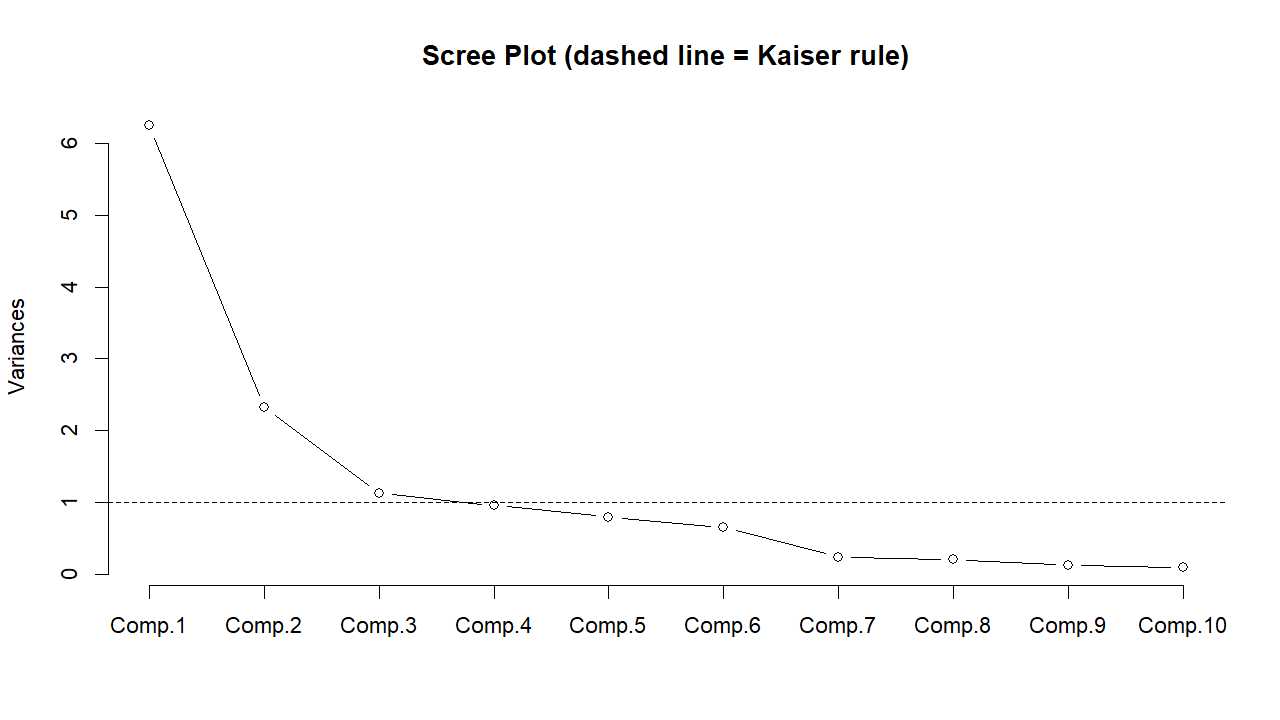 Scree Plot (dashed line = Kaiser rule)
Variances
6
5
4
3
2
1
0
Comp.1 Comp.2 Comp.3 Comp.4 Comp.5 Comp.6 Comp.7 Comp.8 Comp.9 Comp.10